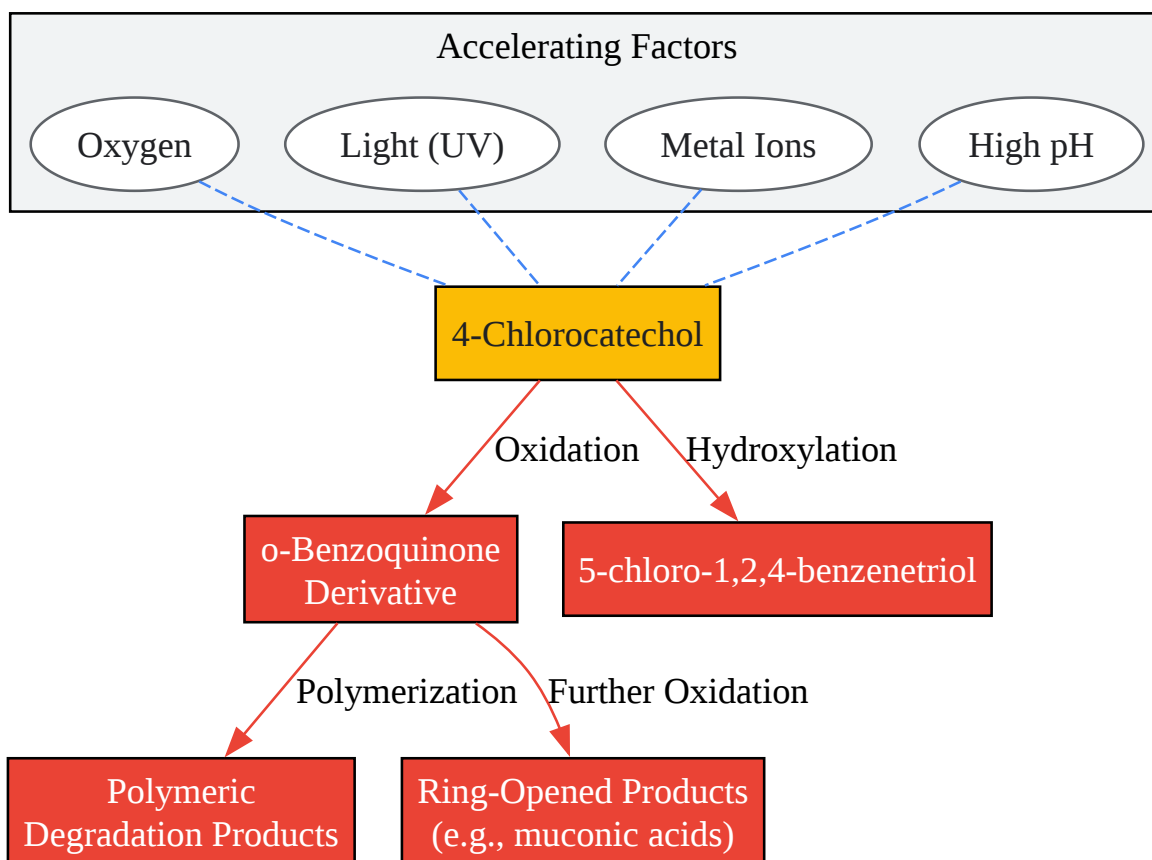 Accelerating Factors
Oxygen
Light (UV)
Metal Ions
High pH
4-Chlorocatechol
Oxidation
Hydroxylation
o-Benzoquinone
Derivative
5-chloro-1,2,4-benzenetriol
Polymerization
Further Oxidation
Polymeric
Degradation Products
Ring-Opened Products
(e.g., muconic acids)